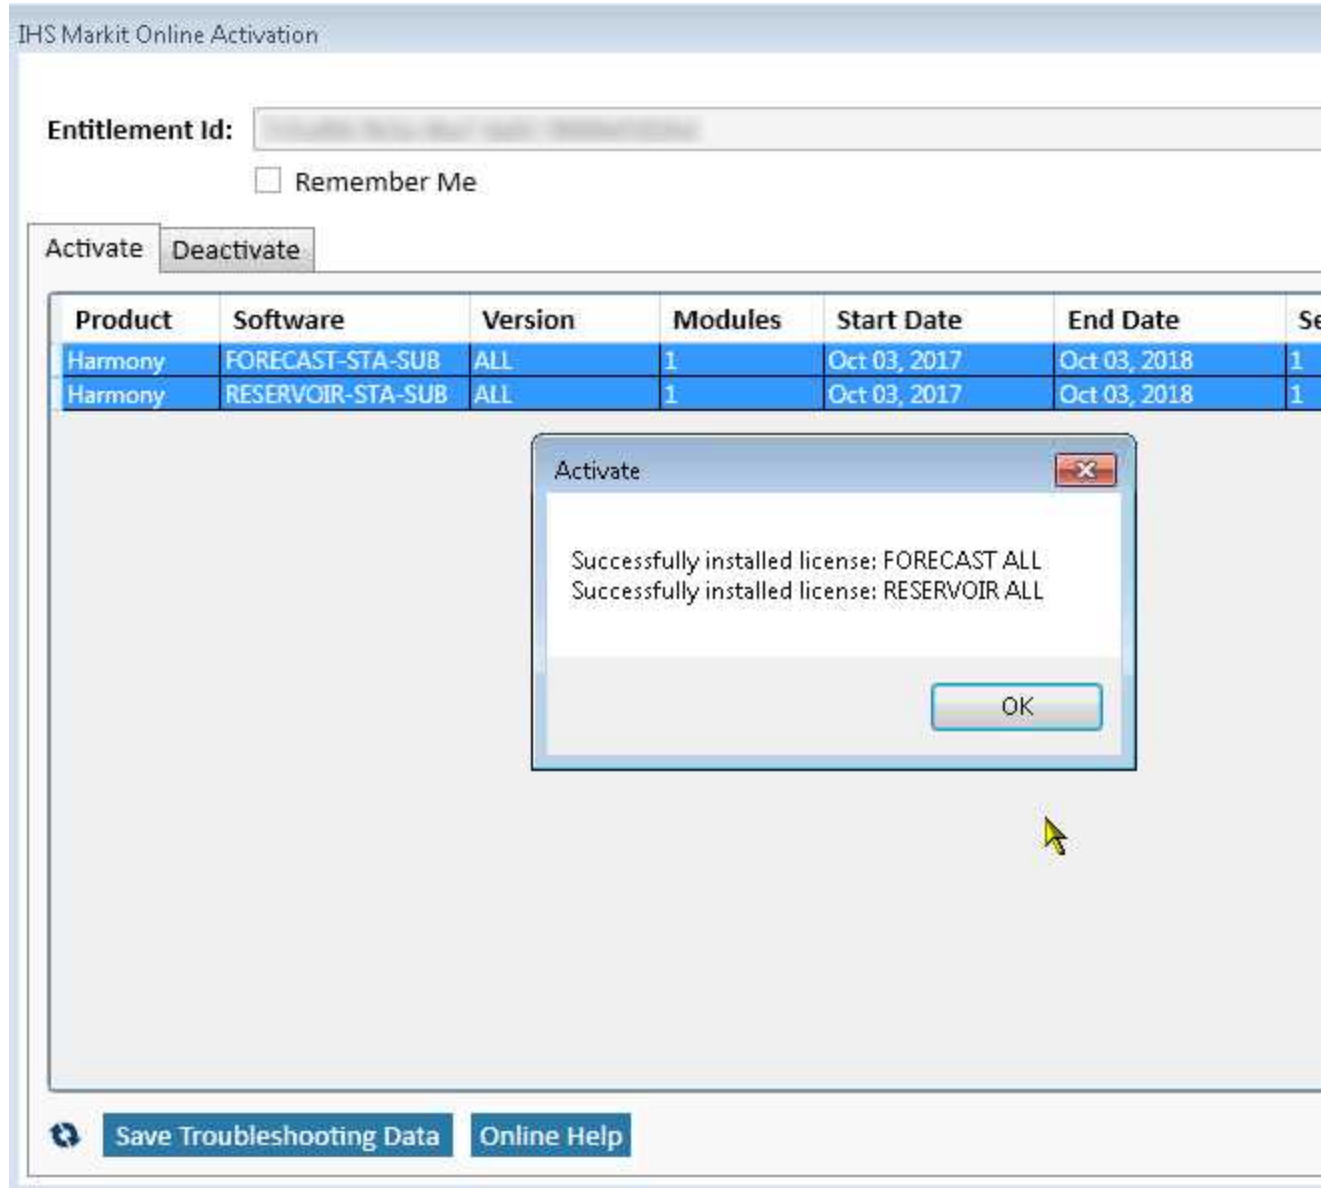 IHS Markit Online Activation
Entitlement Id:
Remember Me
Activate Deactivate
Product Software Version Modules Start Date End Date
Harmony FORECAST-STA-SUB ALL 1 Oct 03, 2017 Oct 03, 2018 1
Harmony RESERVOIR-STA-SUB ALL 1 Oct 03, 2017 Oct 03, 2018 1
Activate
Successfully installed license: FORECAST ALL
Successfully installed license: RESERVOIR ALL
OK
Save Troubleshooting Data Online Help